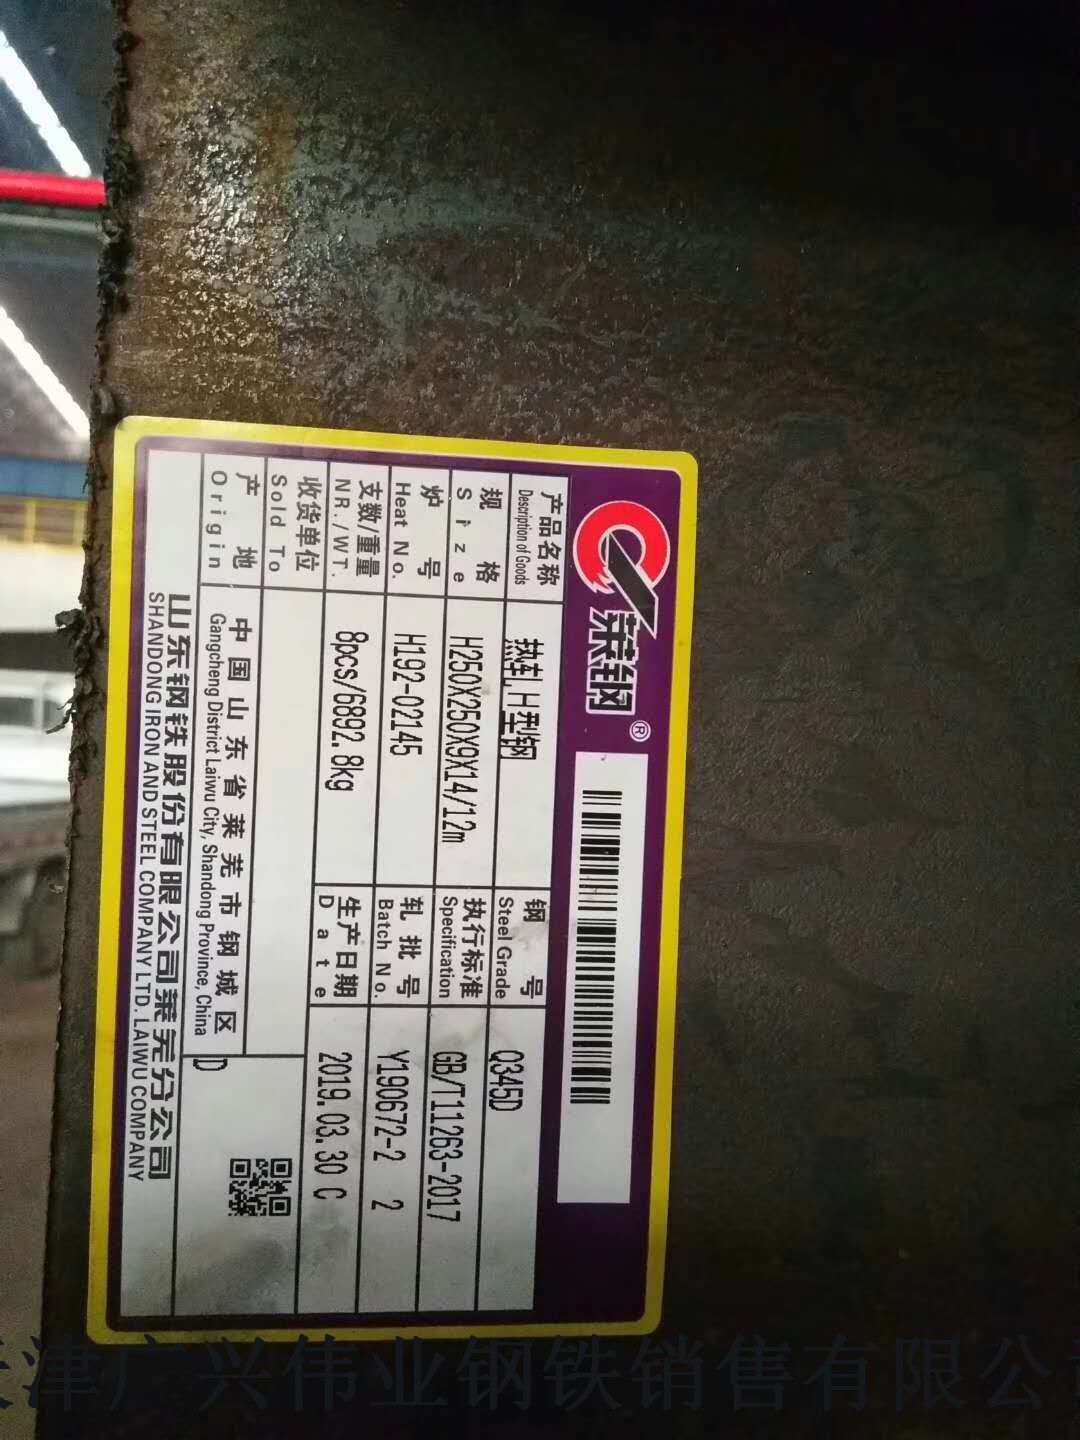 莱钢®
产品名称 热轧H型钢 钢号 Q345D
Description of Goods Steel Grade
规格 H250X250X9X14/12m 执行标准 GB/T11263-2017
Size Specification
炉号 H192-02145 轧批号 Y190672-2 2
Heat No. Batch No.
支数/重量 8pcs/6892.8kg 生产日期 2019.03.30 C
NR./WT. Date
收货单位
Sold To
产地 中国山东省莱芜市钢城区 D
Origin Gangcheng District Laiwu City, Shandong Province, China
山东钢铁股份有限公司莱芜分公司
SHANDONG IRON AND STEEL COMPANY LTD. LAIWU COMPANY
天津广兴伟业钢铁销售有限公司